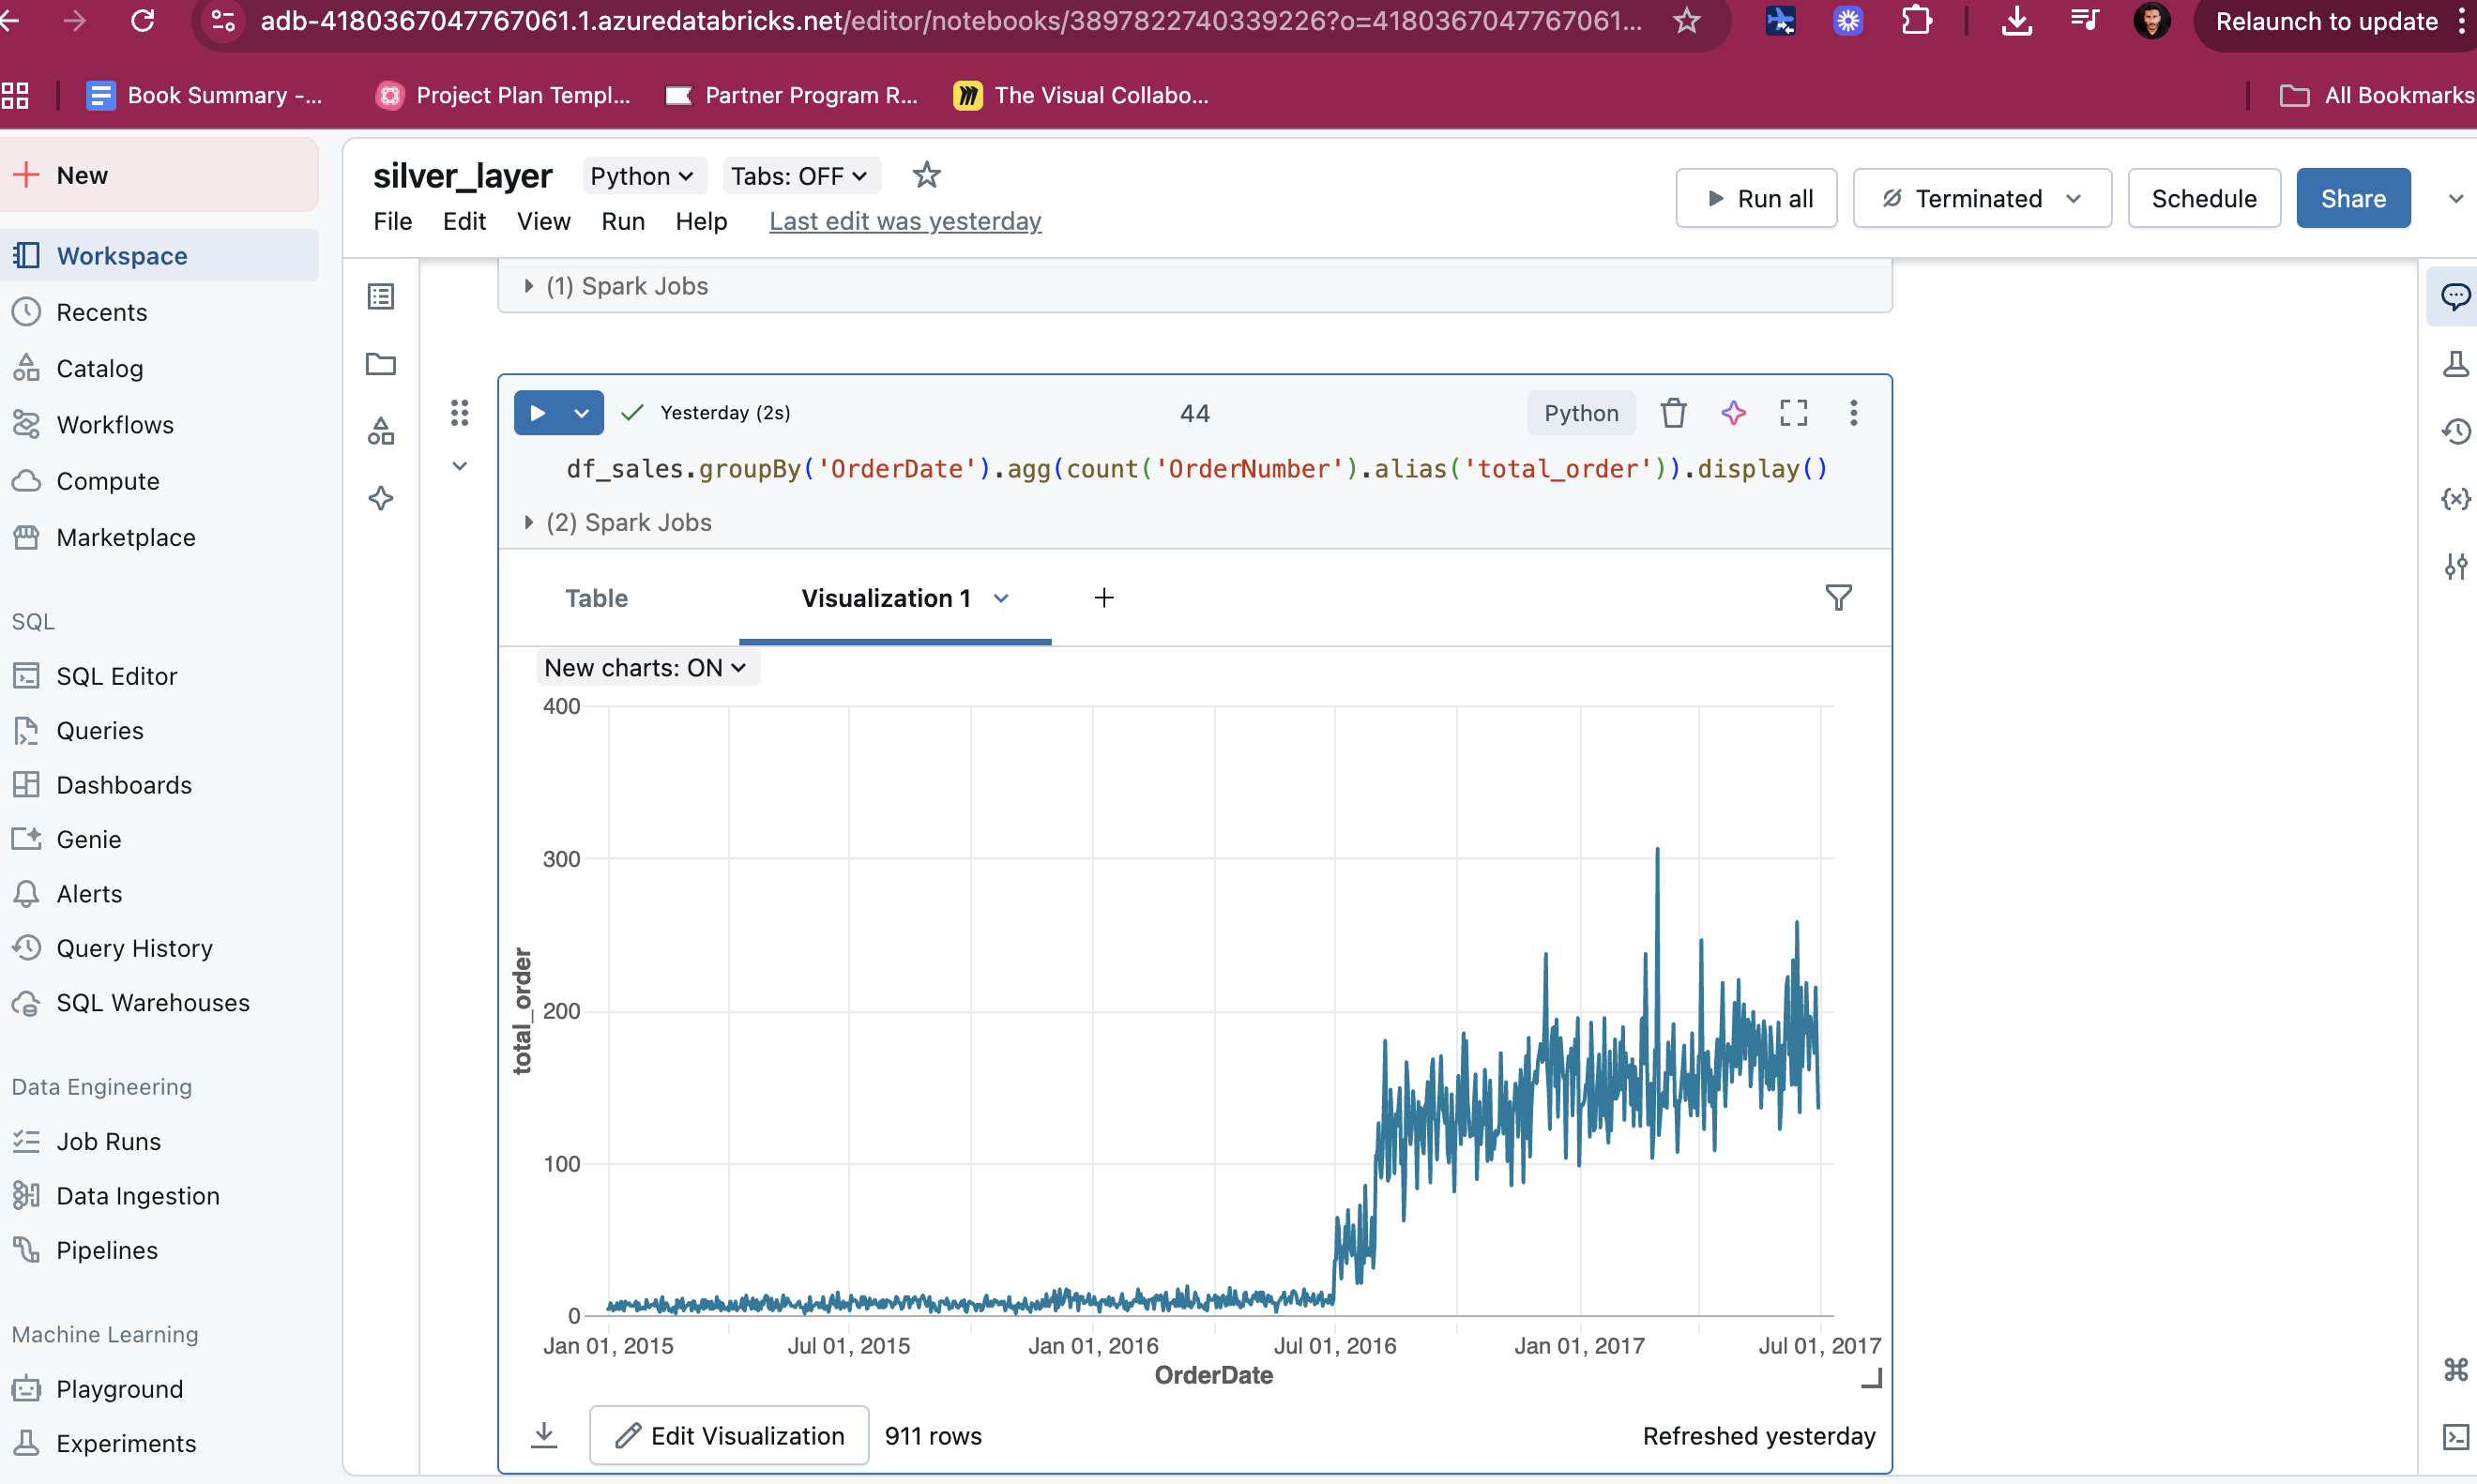 adb-4180367047767061.1.azuredatabricks.net/editor/notebooks/3897822740339226?o=4180367047767061...
Relaunch to update
Book Summary -...
Project Plan Templ...
Partner Program R...
The Visual Collabo...
All Bookmarks
New
Workspace
Recents
Catalog
Workflows
Compute
Marketplace
SQL
SQL Editor
Queries
Dashboards
Genie
Alerts
Query History
SQL Warehouses
Data Engineering
Job Runs
Data Ingestion
Pipelines
Machine Learning
Playground
Experiments
silver_layer
Python
Tabs: OFF
File
Edit
View
Run
Help
Last edit was yesterday
Run all
Terminated
Schedule
Share
(1) Spark Jobs
Yesterday (2s)
44
Python
df_sales.groupBy('OrderDate').agg(count('OrderNumber').alias('total_order')).display()
(2) Spark Jobs
Table
Visualization 1
New charts: ON
400
300
200
100
0
total_order
Jan 01, 2015
Jul 01, 2015
Jan 01, 2016
Jul 01, 2016
Jan 01, 2017
Jul 01, 2017
OrderDate
Edit Visualization
911 rows
Refreshed yesterday